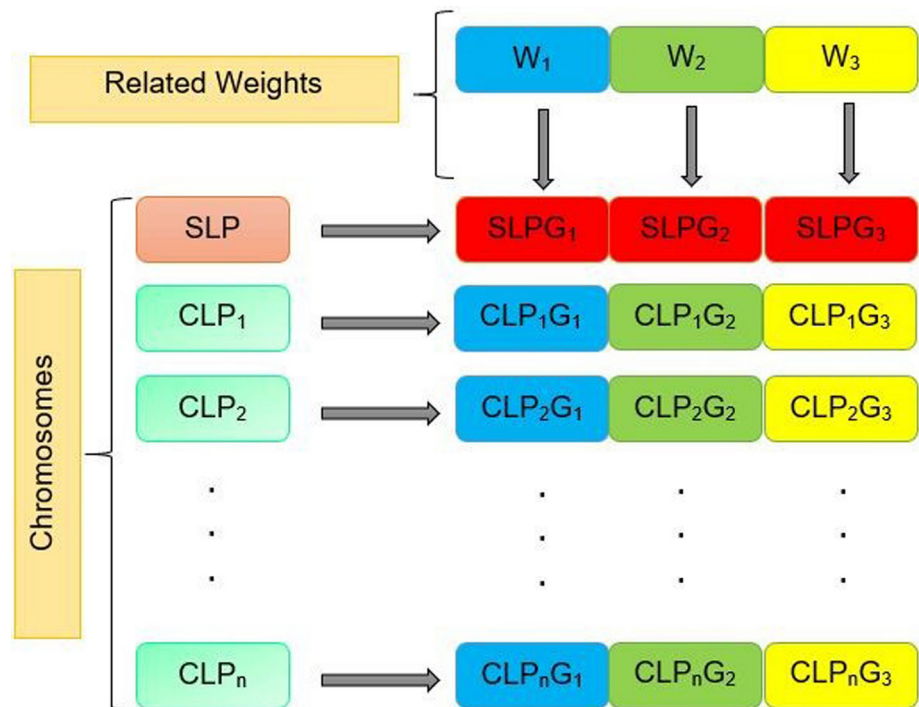 Related Weights
W₁ W₂ W₃
Chromosomes
SLP SLPG₁ SLPG₂ SLPG₃
CLP₁ CLP₁G₁ CLP₁G₂ CLP₁G₃
CLP₂ CLP₂G₁ CLP₂G₂ CLP₂G₃
. . . .
. . . .
. . . .
CLPₙ CLPₙG₁ CLPₙG₂ CLPₙG₃